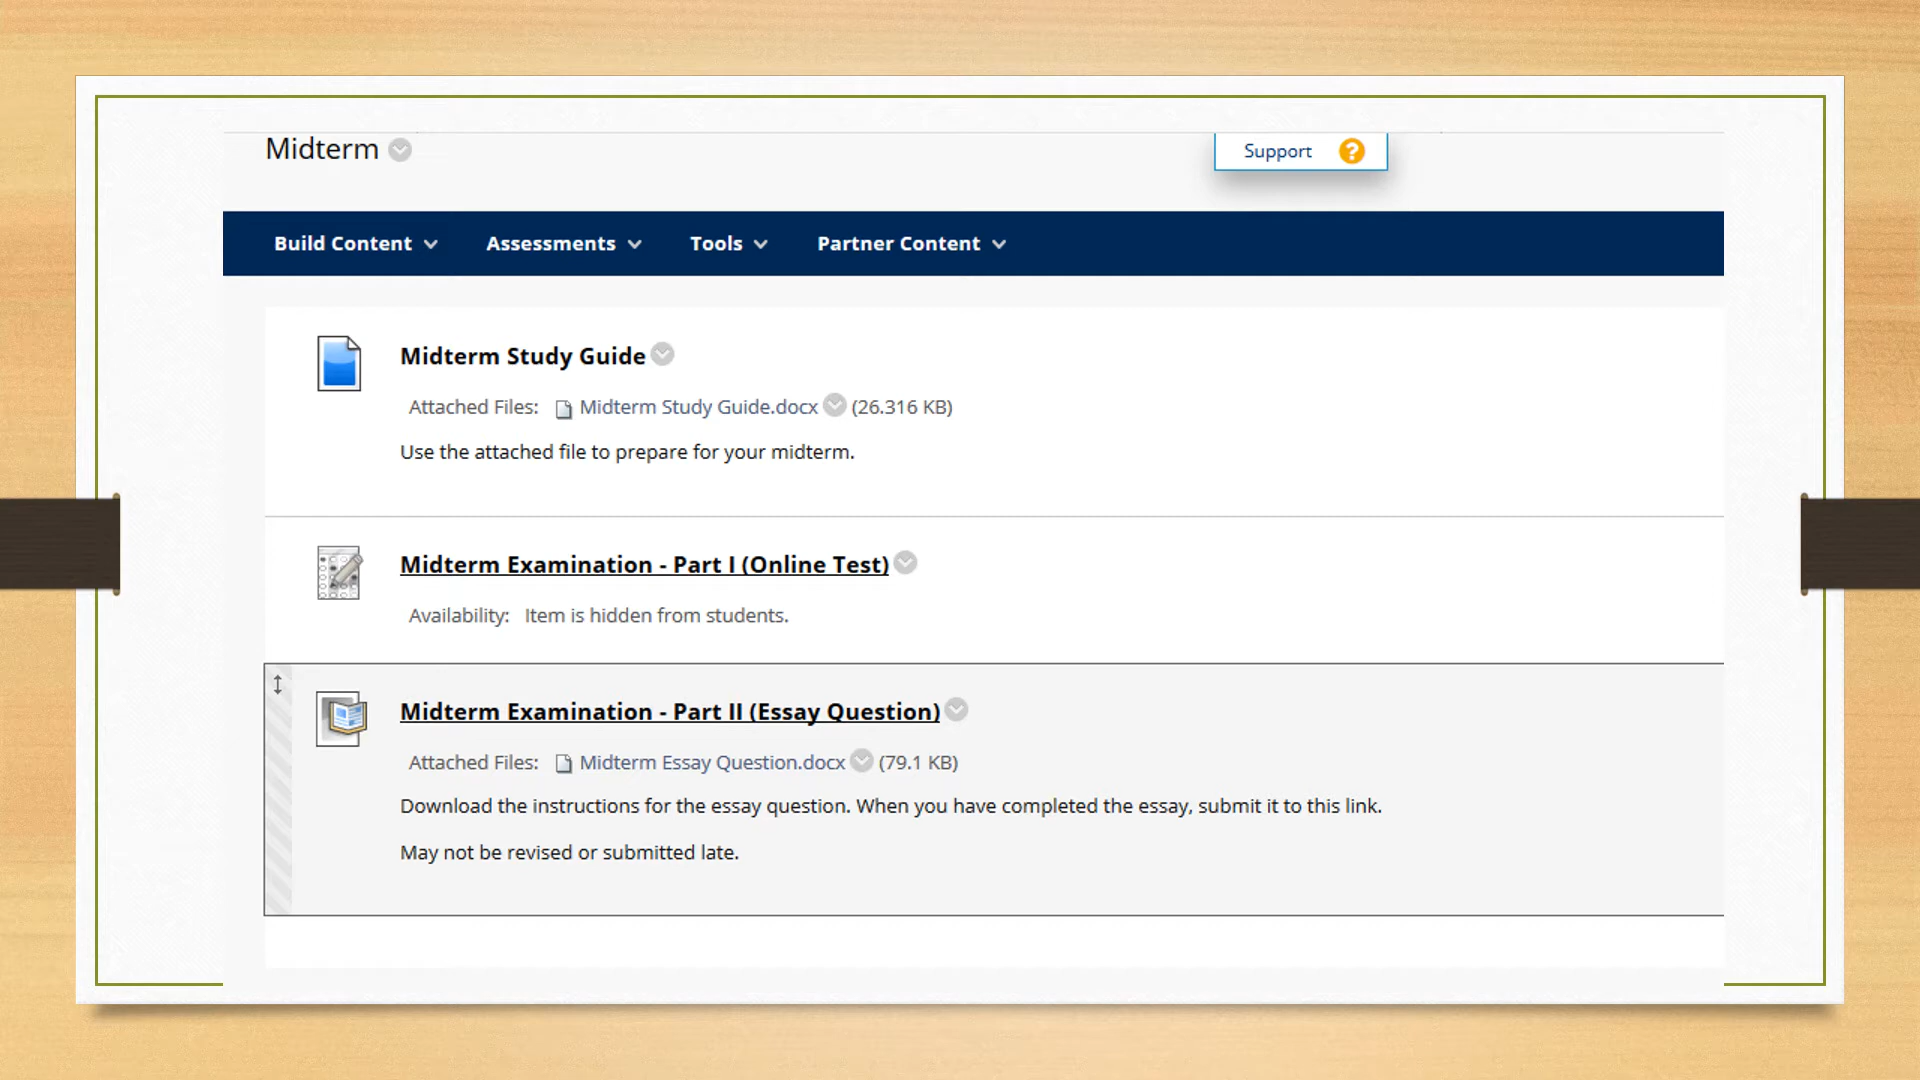 Midterm
Support ?
Build Content Assessments Tools Partner Content
Midterm Study Guide
Attached Files: Midterm Study Guide.docx (26.316 KB)
Use the attached file to prepare for your midterm.
Midterm Examination - Part I (Online Test)
Availability: Item is hidden from students.
Midterm Examination - Part II (Essay Question)
Attached Files: Midterm Essay Question.docx (79.1 KB)
Download the instructions for the essay question. When you have completed the essay, submit it to this link.
May not be revised or submitted late.